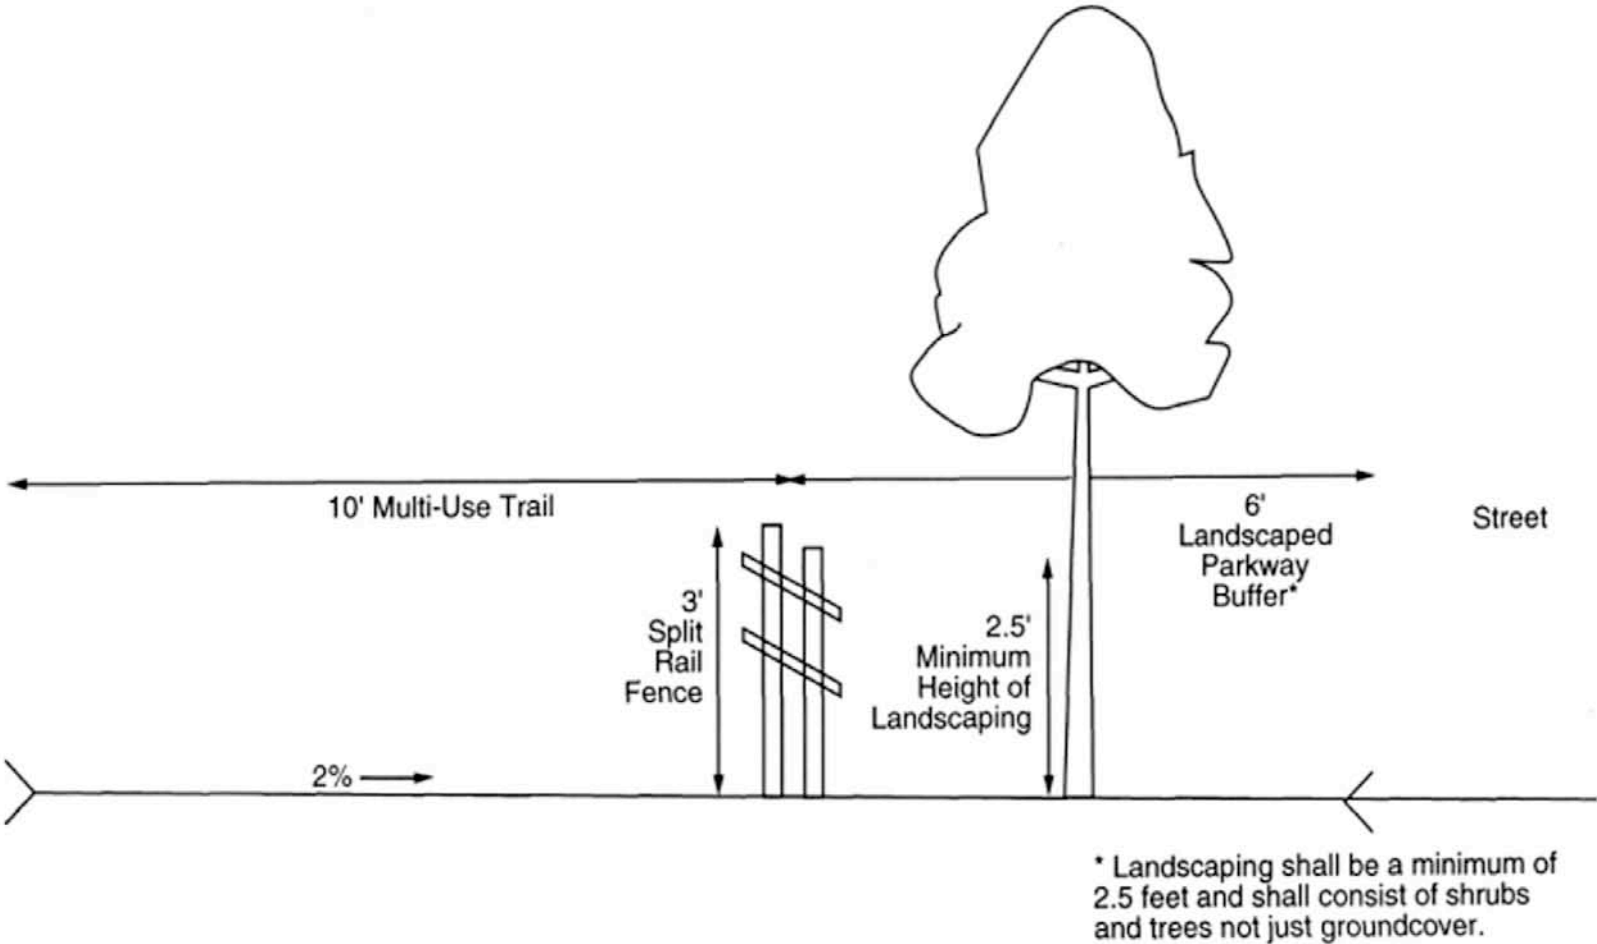 10' Multi-Use Trail
6'
Landscaped
Parkway
Buffer*
Street
3'
Split
Rail
Fence
2.5'
Minimum
Height of
Landscaping
2%
* Landscaping shall be a minimum of
2.5 feet and shall consist of shrubs
and trees not just groundcover.